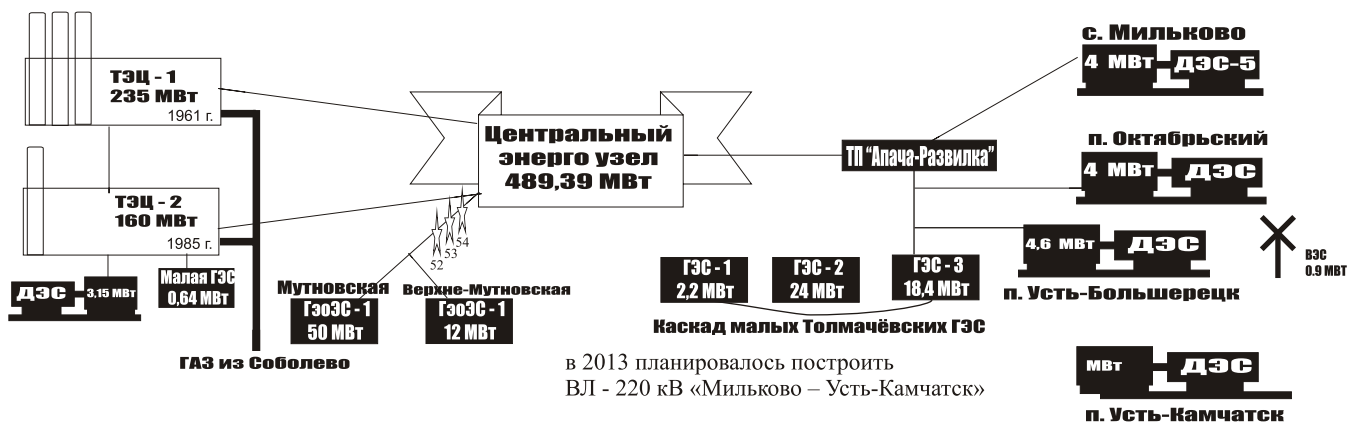 ТЭЦ - 1
235 МВт
1961 г.
ТЭЦ - 2
160 МВт
1985 г.
ДЭС
3,15 МВт
Малая ГЭС
0,64 МВт
ГАЗ из Соболево
Центральный
энерго узел
489,39 МВт
54
53
52
Мутновская
ГэоЭС - 1
50 МВт
Верхне-Мутновская
ГэоЭС - 1
12 МВт
ТП "Апача-Развилка"
ГЭС - 1
2,2 МВт
ГЭС - 2
24 МВт
ГЭС - 3
18,4 МВт
Каскад малых Толмачёвских ГЭС
в 2013 планировалось построить
ВЛ - 220 кВ «Мильково – Усть-Камчатск»
с. Мильково
4 МВт
ДЭС-5
п. Октябрьский
4 МВт
ДЭС
4,6 МВт
ДЭС
п. Усть-Большерецк
ВЭС
0.9 МВт
МВт
ДЭС
п. Усть-Камчатск